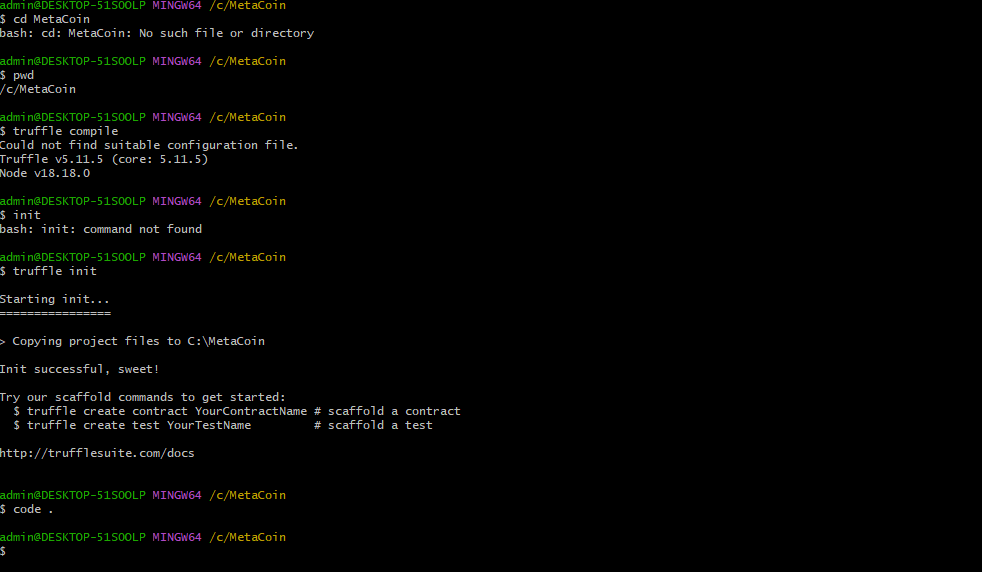 admin@DESKTOP-51SOOLP MINGW64 /c/MetaCoin
$ cd MetaCoin
bash: cd: MetaCoin: No such file or directory
admin@DESKTOP-51SOOLP MINGW64 /c/MetaCoin
$ pwd
/c/MetaCoin
admin@DESKTOP-51SOOLP MINGW64 /c/MetaCoin
$ truffle compile
Could not find suitable configuration file.
Truffle v5.11.5 (core: 5.11.5)
Node v18.18.0
admin@DESKTOP-51SOOLP MINGW64 /c/MetaCoin
$ init
bash: init: command not found
admin@DESKTOP-51SOOLP MINGW64 /c/MetaCoin
$ truffle init
Starting init...
================
> Copying project files to C:\MetaCoin
Init successful, sweet!
Try our scaffold commands to get started:
  $ truffle create contract YourContractName # scaffold a contract
  $ truffle create test YourTestName         # scaffold a test
http://trufflesuite.com/docs
admin@DESKTOP-51SOOLP MINGW64 /c/MetaCoin
$ code .
admin@DESKTOP-51SOOLP MINGW64 /c/MetaCoin
$